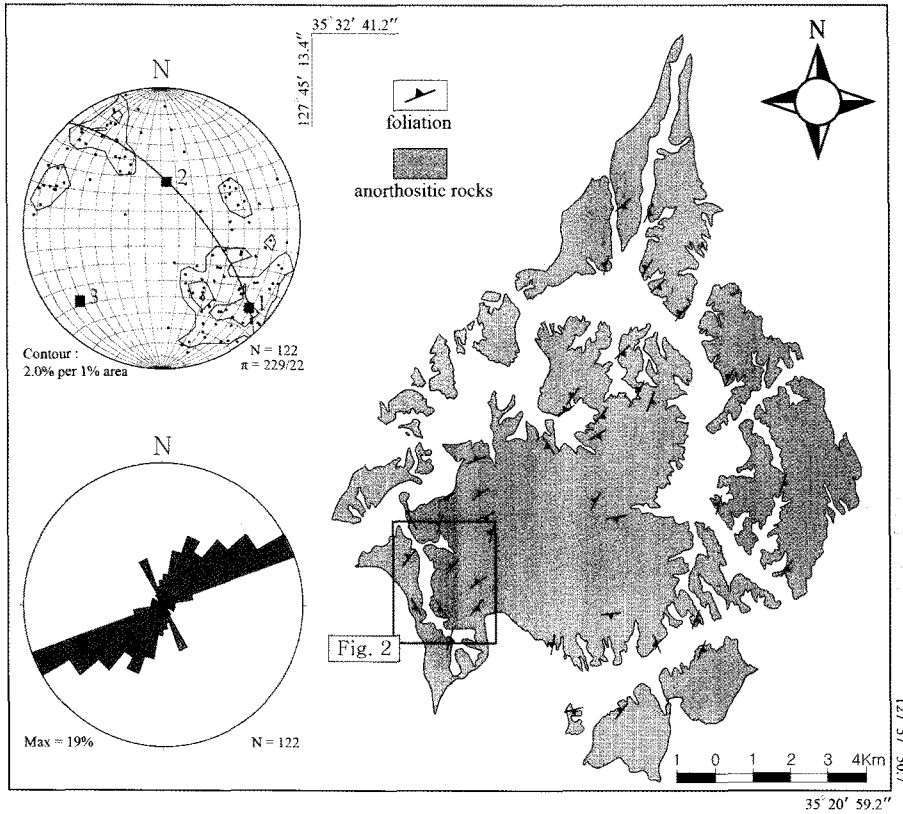 35° 32′ 41.2″
127° 45′ 13.4″
N
N
foliation
anorthositic rocks
2
3
1
Contour :
2.0% per 1% area
N = 122
π = 229/22
N
Fig. 2
Max = 19%
N = 122
1 0 1 2 3 4Km
35° 20′ 59.2″